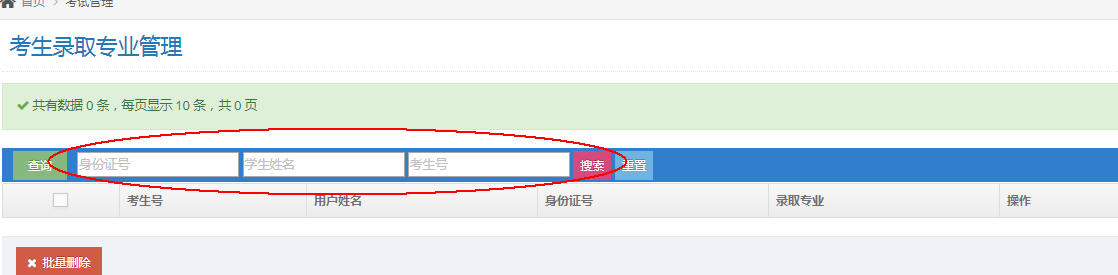 首页 > 考试管理
考生录取专业管理
共有数据 0 条，每页显示 10 条，共 0 页
查询 身份证号 学生姓名 考生号 搜索 重置
考生号 用户姓名 身份证号 录取专业 操作
× 批量删除